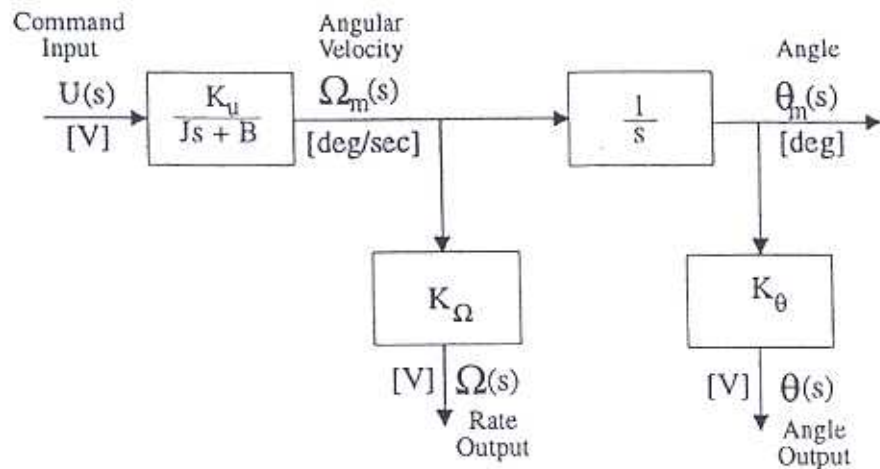 Command
Input
U(s)
[V]
K_u
Js + B
Angular
Velocity
Ω_m(s)
[deg/sec]
1
s
Angle
θ_m(s)
[deg]
K_Ω
[V] Ω(s)
Rate
Output
K_θ
[V] θ(s)
Angle
Output